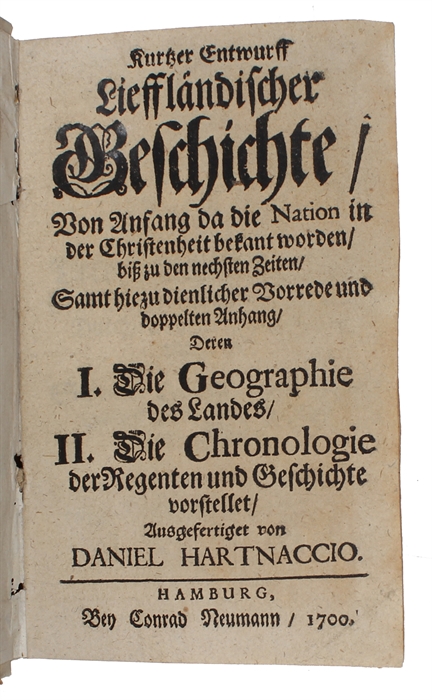 Kurtzer Entwurff
Liefflándischer
Geschichte /
Von Anfang da die Nation in
der Christenheit bekant worden /
biß zu den nechsten Zeiten /
Samt hiezu dienlicher Vorrede und
doppelten Anhang /
Deren
I. Die Geographie
des Landes /
II. Die Chronologie
der Regenten und Geschichte
vorstellet /
Ausgefertiget von
DANIEL HARTNACCIO.
HAMBURG,
Bey Conrad Neumann / 1700.